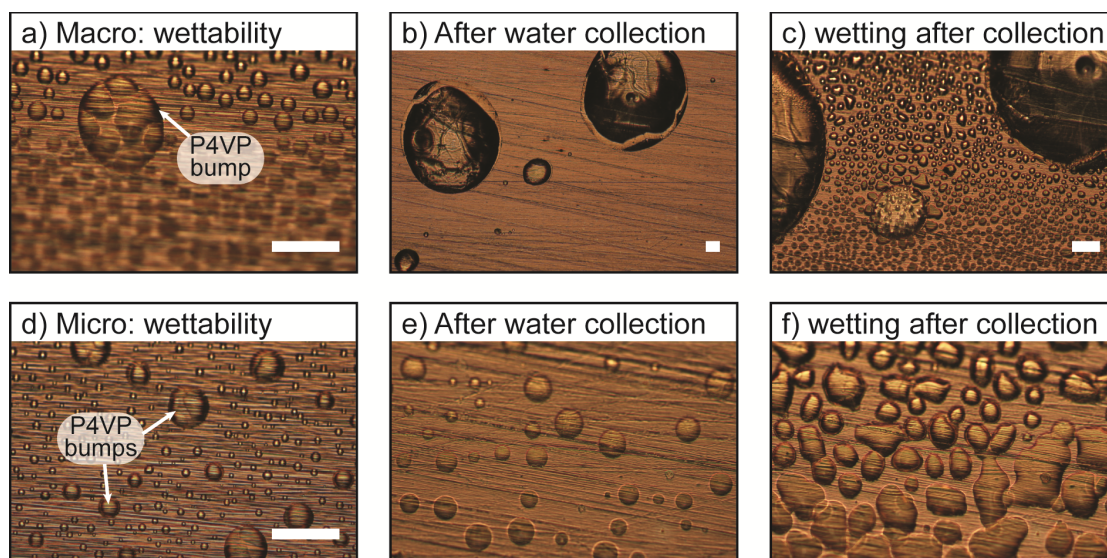 a) Macro: wettability
P4VP
bump
b) After water collection
c) wetting after collection
d) Micro: wettability
P4VP
bumps
e) After water collection
f) wetting after collection